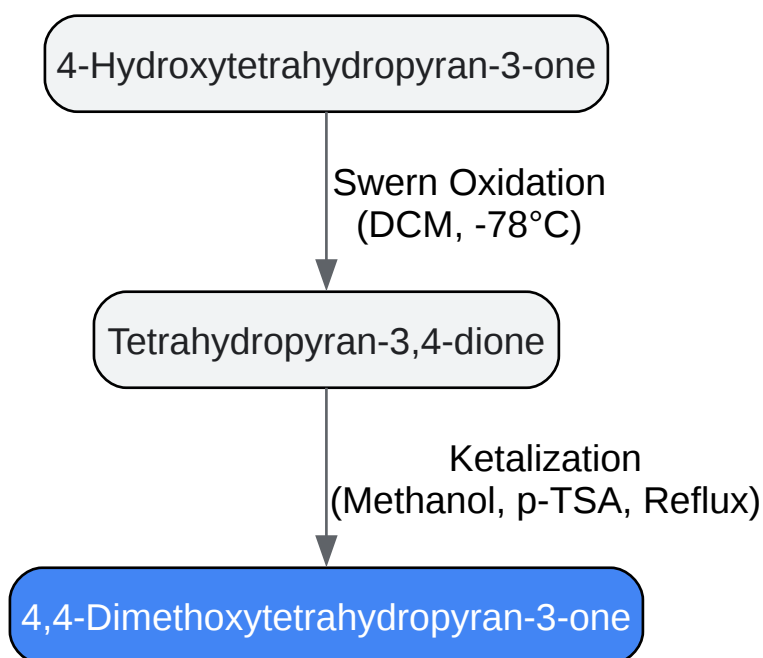 4-Hydroxytetrahydropyran-3-one
Swern Oxidation
(DCM, -78°C)
Tetrahydropyran-3,4-dione
Ketalization
(Methanol, p-TSA, Reflux)
4,4-Dimethoxytetrahydropyran-3-one